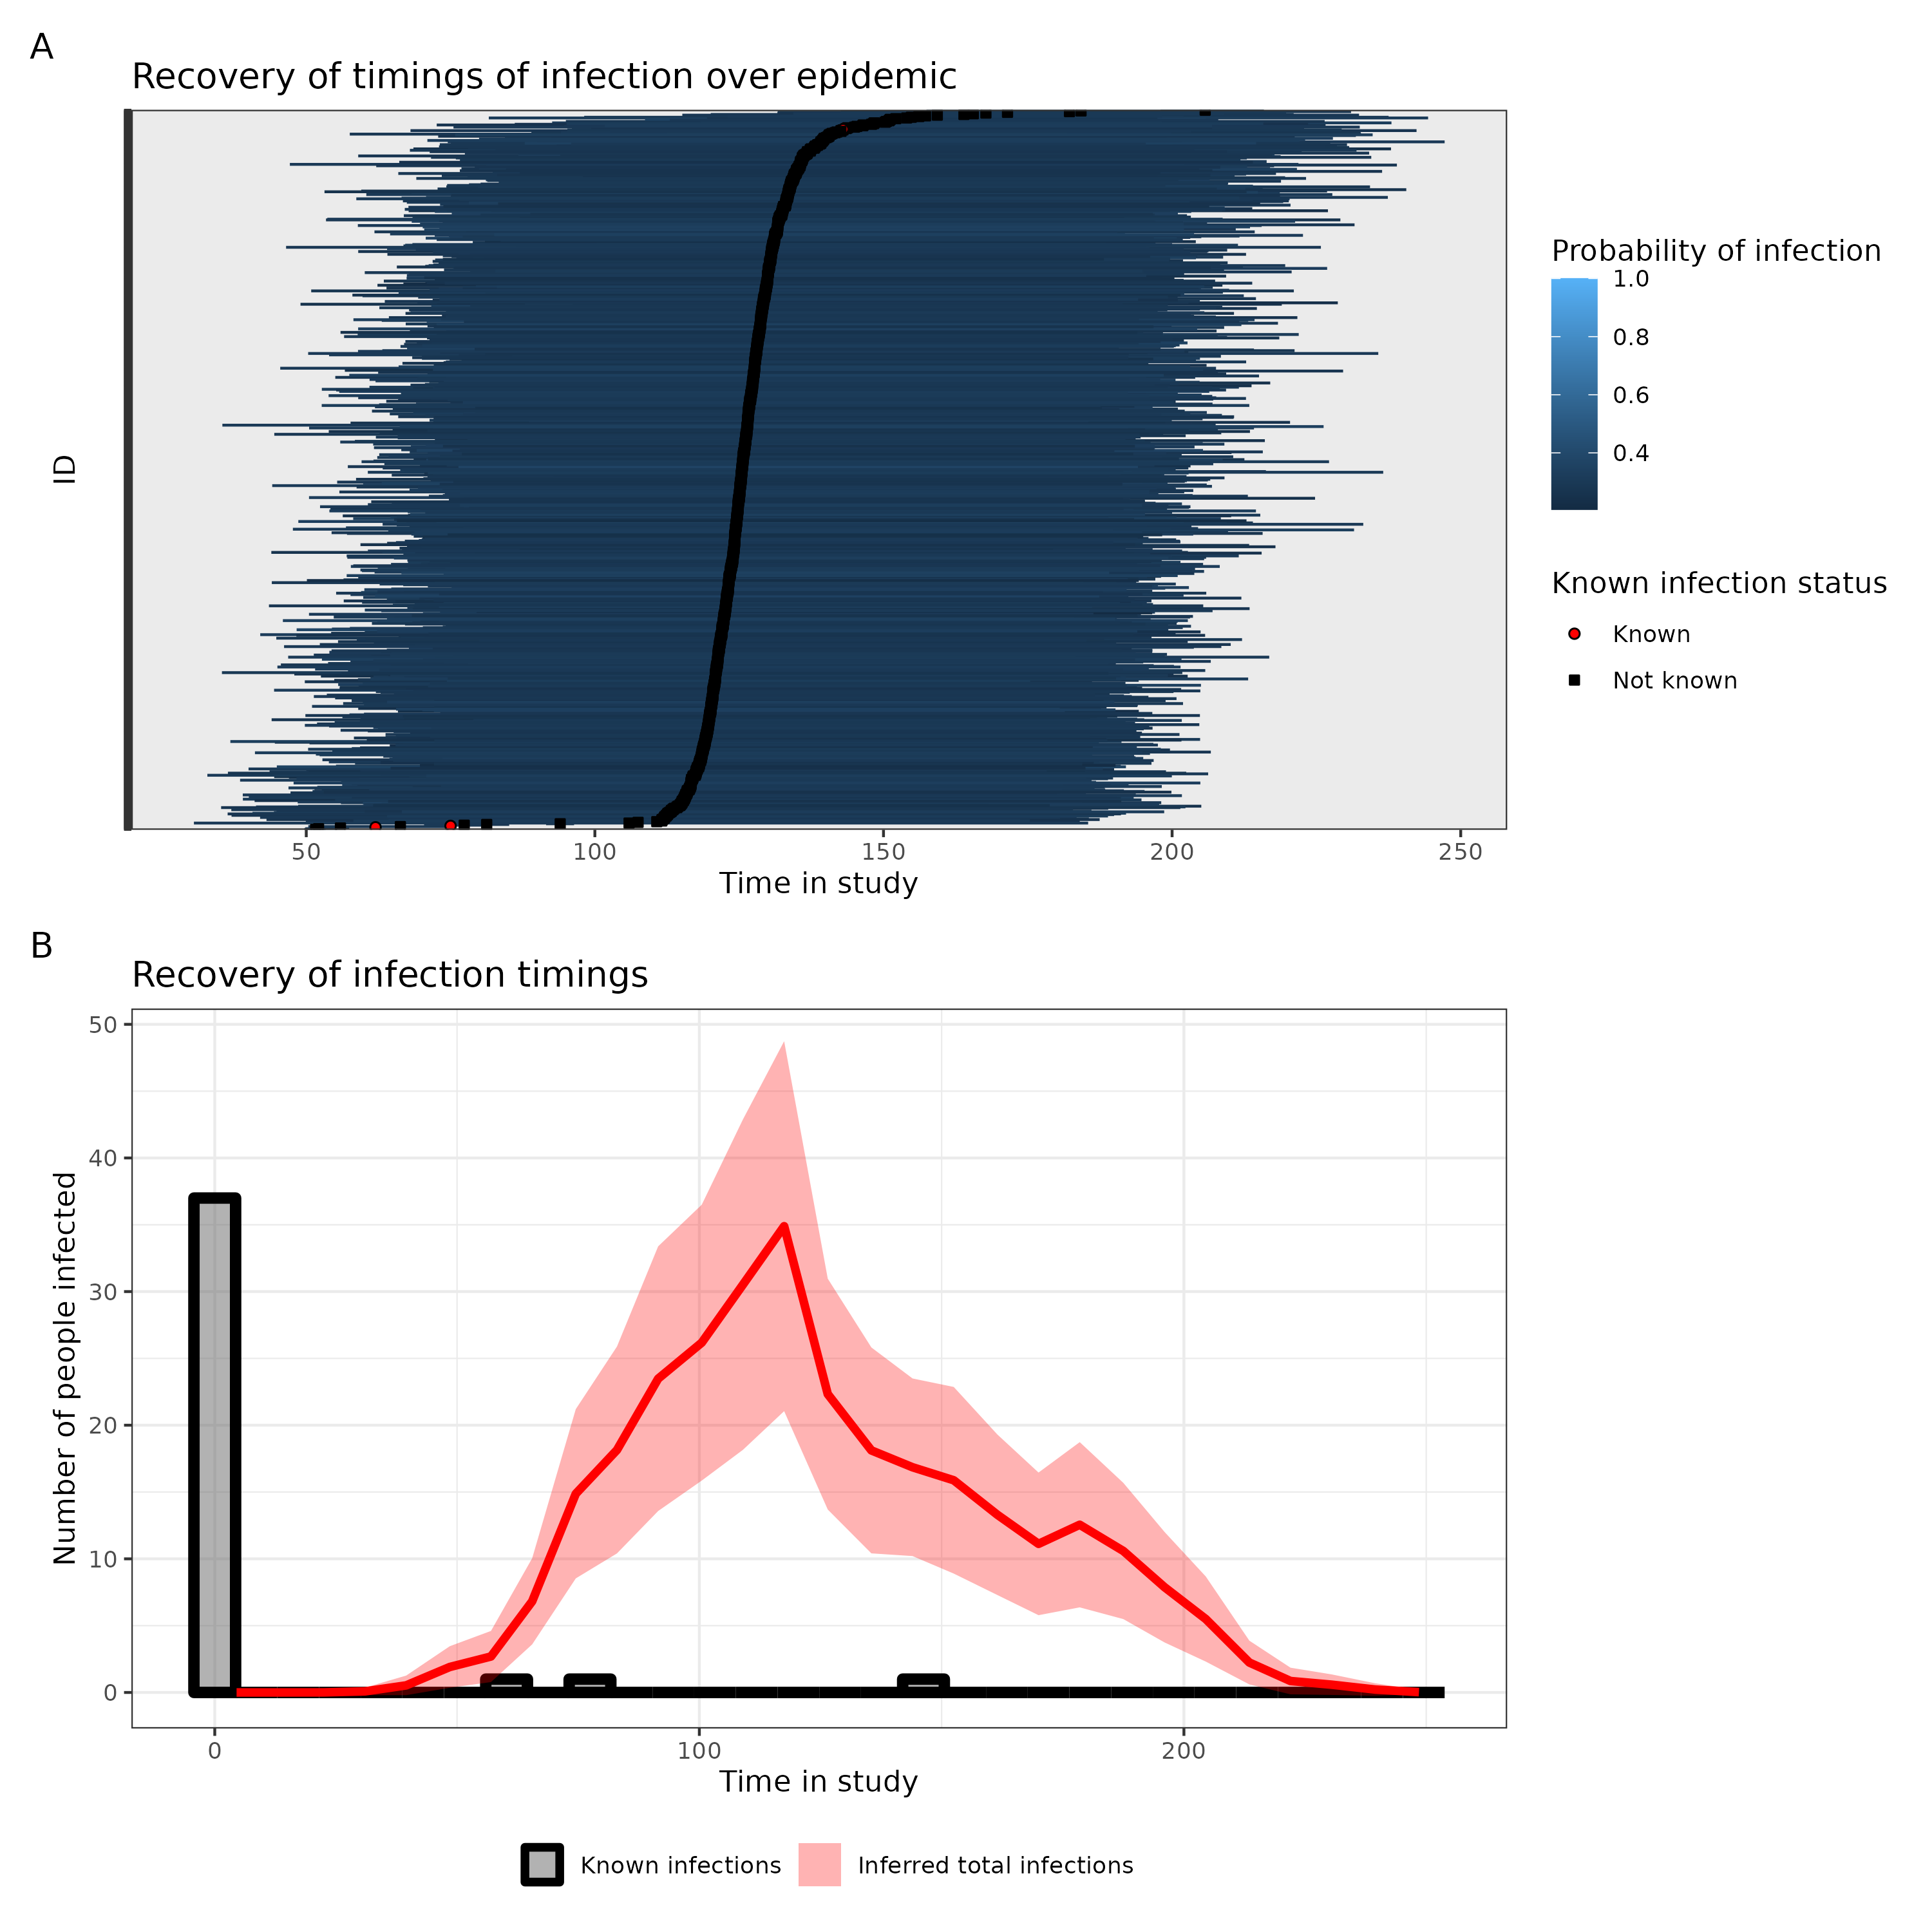 A
Recovery of timings of infection over epidemic
ID
50 100 150 200 250
Time in study
Probability of infection
1.0
0.8
0.6
0.4
Known infection status
Known
Not known
B
Recovery of infection timings
Number of people infected
50
40
30
20
10
0
0 100 200
Time in study
Known infections Inferred total infections